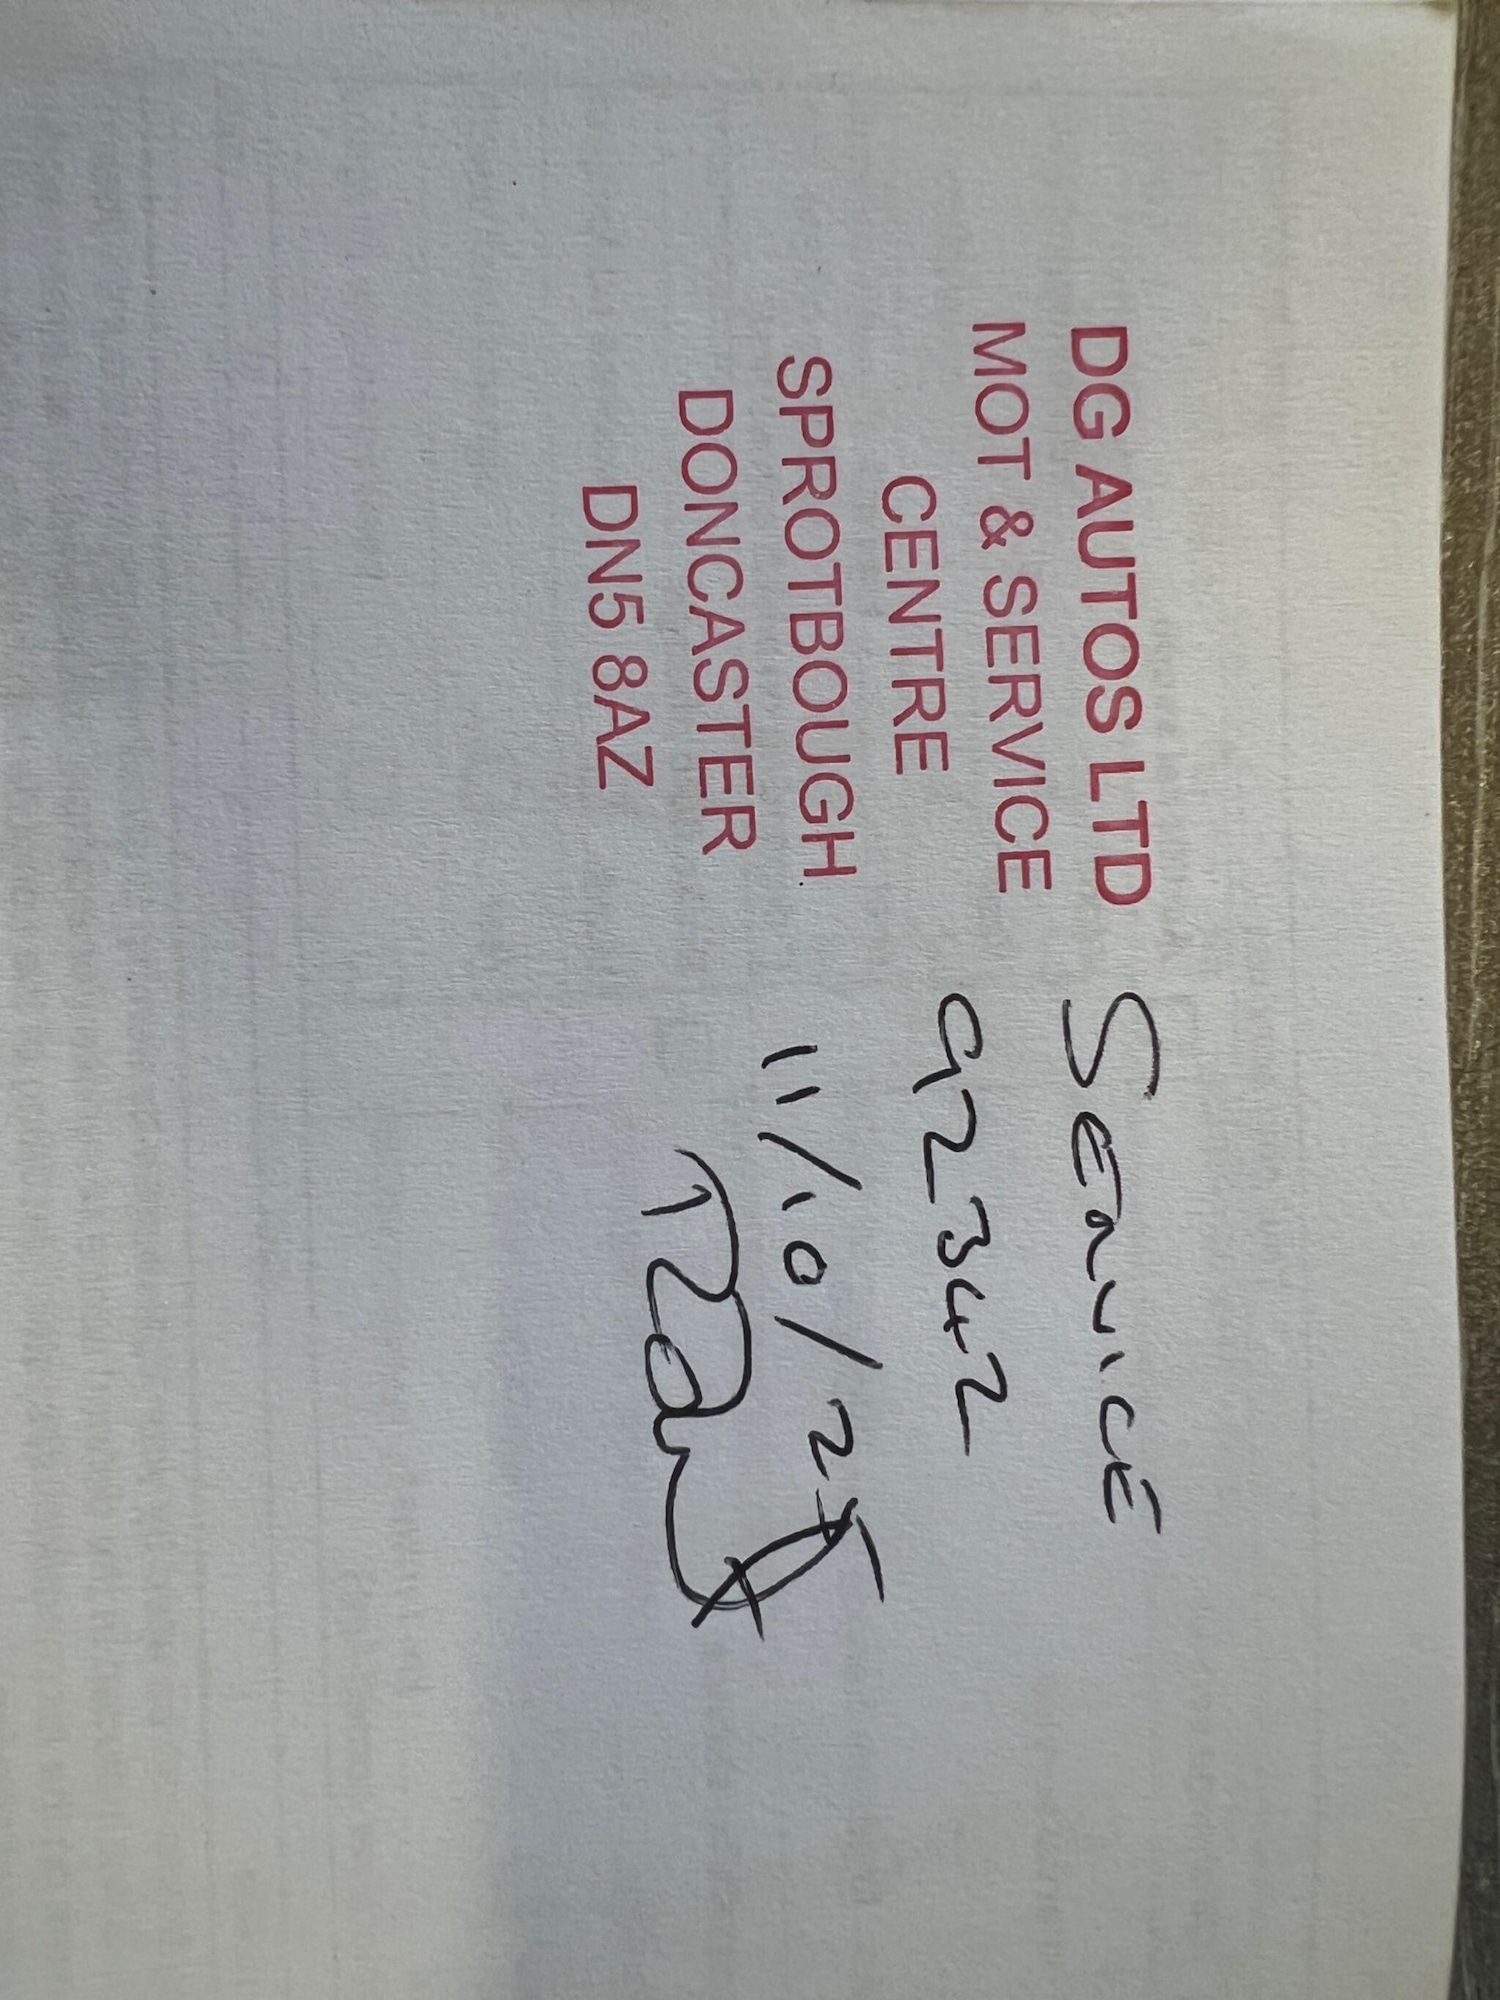 DG AUTOS LTD
MOT & SERVICE
CENTRE
SPROTBOUGH
DONCASTER
DN5 8AZ
SERVICE
92342
11/10/25